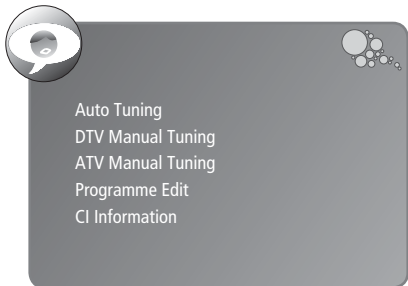 Auto Tuning
DTV Manual Tuning
ATV Manual Tuning
Programme Edit
CI Information